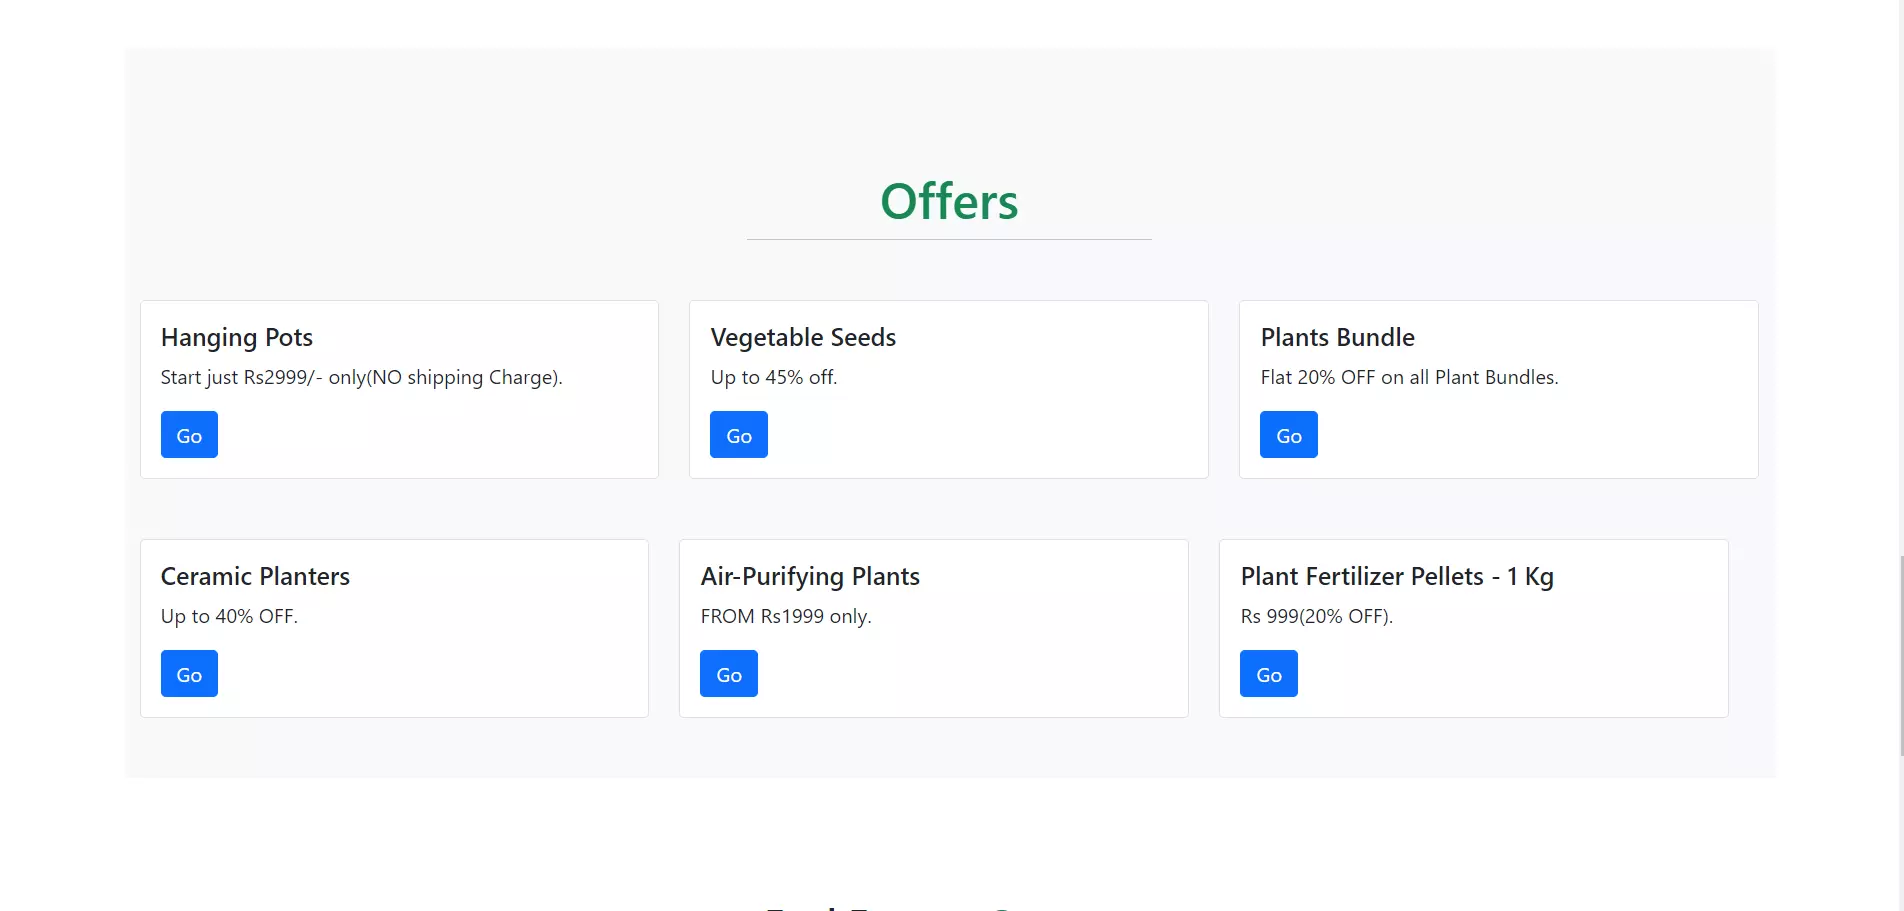 Offers
Hanging Pots
Start just Rs2999/- only(NO shipping Charge).
Go
Vegetable Seeds
Up to 45% off.
Go
Plants Bundle
Flat 20% OFF on all Plant Bundles.
Go
Ceramic Planters
Up to 40% OFF.
Go
Air-Purifying Plants
FROM Rs1999 only.
Go
Plant Fertilizer Pellets - 1 Kg
Rs 999(20% OFF).
Go